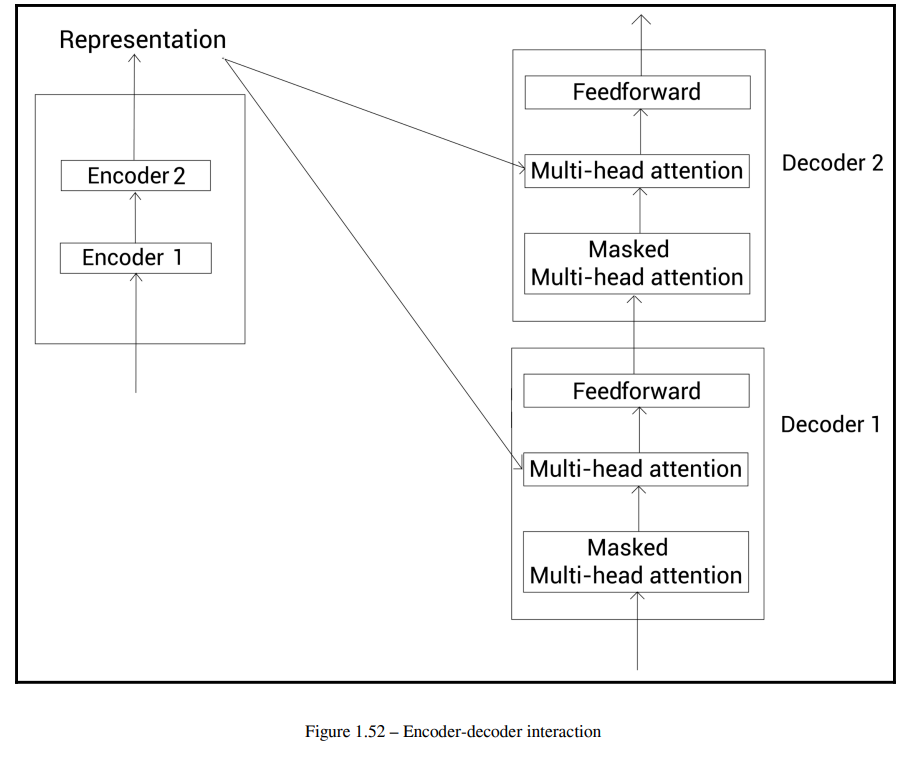 Representation
Encoder 2
Encoder 1
Feedforward
Multi-head attention
Decoder 2
Masked
Multi-head attention
Feedforward
Decoder 1
Multi-head attention
Masked
Multi-head attention
Figure 1.52 – Encoder-decoder interaction